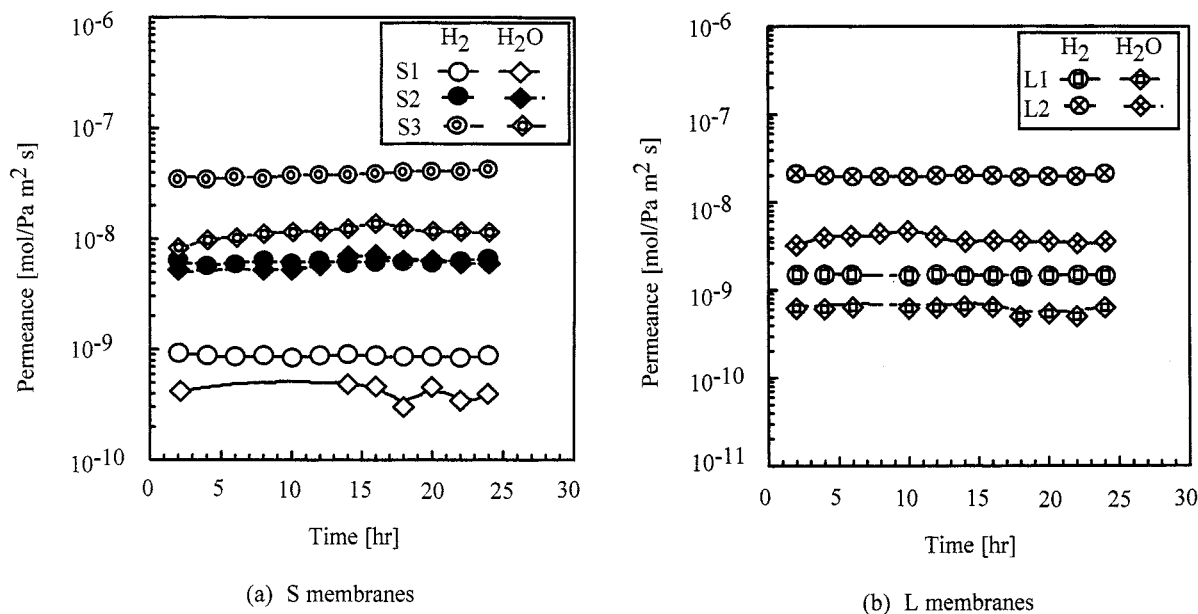 H2 H2O
S1
S2
S3
10-6
10-7
10-8
10-9
10-10
Permeance [mol/Pa m2 s]
0 5 10 15 20 25 30
Time [hr]
(a) S membranes
H2 H2O
L1
L2
10-6
10-7
10-8
10-9
10-10
10-11
Permeance [mol/Pa m2 s]
0 5 10 15 20 25 30
Time [hr]
(b) L membranes